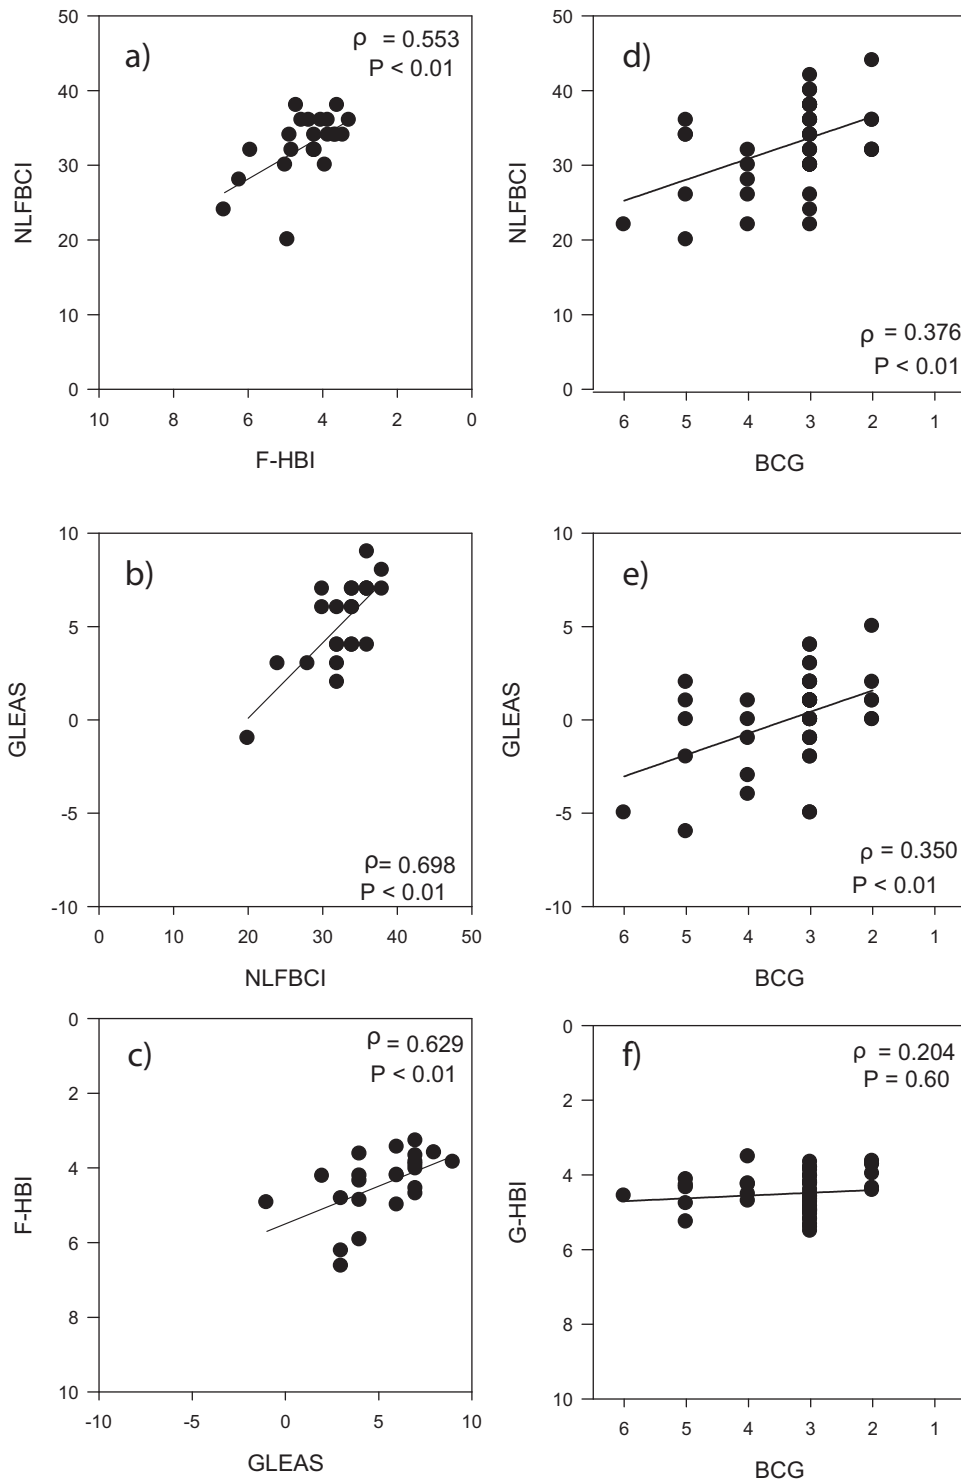 a)
ρ = 0.553
P < 0.01
50
40
30
20
10
0
NLFBCI
10 8 6 4 2 0
F-HBI
d)
50
40
30
20
10
0
NLFBCI
ρ = 0.376
P < 0.01
6 5 4 3 2 1
BCG
b)
10
5
0
-5
-10
GLEAS
ρ= 0.698
P < 0.01
0 10 20 30 40 50
NLFBCI
e)
10
5
0
-5
-10
GLEAS
ρ = 0.350
P < 0.01
6 5 4 3 2 1
BCG
c)
ρ = 0.629
P < 0.01
0
2
4
6
8
10
F-HBI
-10 -5 0 5 10
GLEAS
f)
ρ = 0.204
P = 0.60
0
2
4
6
8
10
G-HBI
6 5 4 3 2 1
BCG